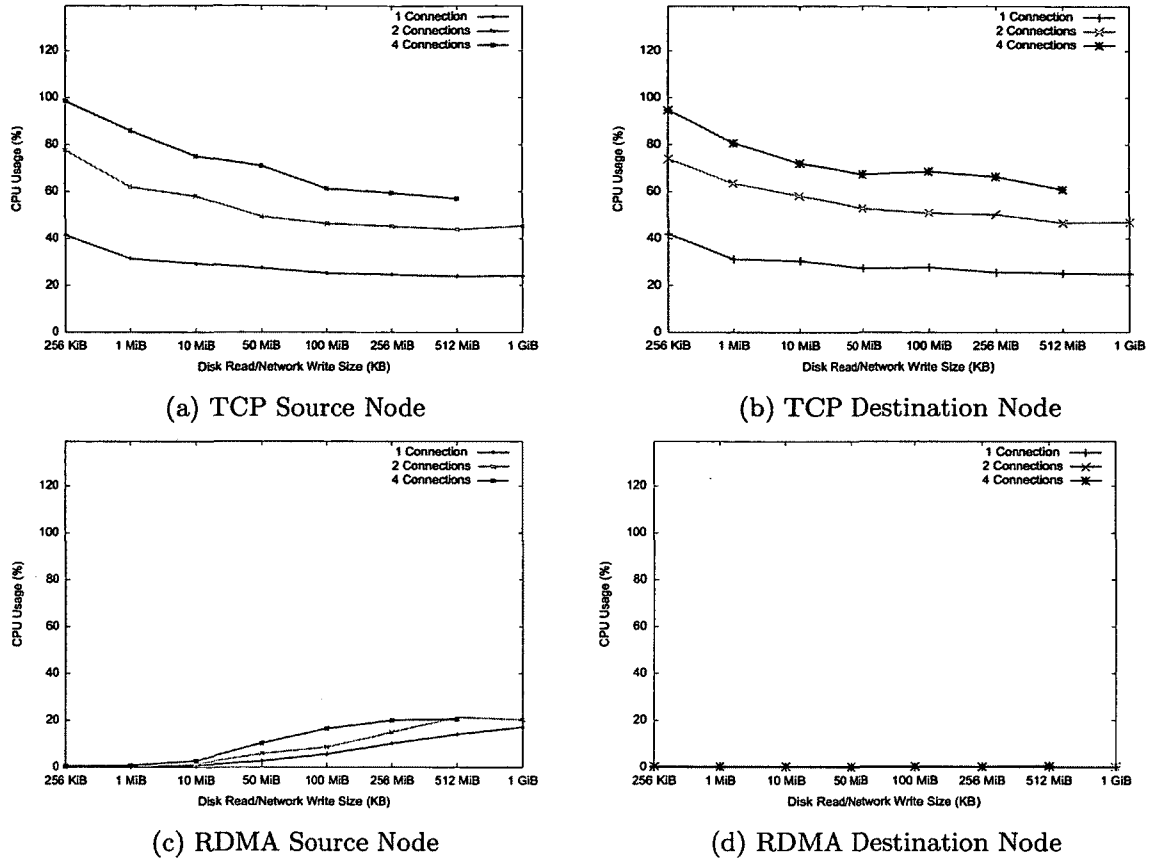 1 Connection
2 Connections
4 Connections
120
100
80
60
40
20
0
CPU Usage (%)
256 KiB 1 MiB 10 MiB 50 MiB 100 MiB 256 MiB 512 MiB 1 GiB
Disk Read/Network Write Size (KB)
(a) TCP Source Node
1 Connection
2 Connections
4 Connections
120
100
80
60
40
20
0
CPU Usage (%)
256 KiB 1 MiB 10 MiB 50 MiB 100 MiB 256 MiB 512 MiB 1 GiB
Disk Read/Network Write Size (KB)
(b) TCP Destination Node
1 Connection
2 Connections
4 Connections
120
100
80
60
40
20
0
CPU Usage (%)
256 KiB 1 MiB 10 MiB 50 MiB 100 MiB 256 MiB 512 MiB 1 GiB
Disk Read/Network Write Size (KB)
(c) RDMA Source Node
1 Connection
2 Connections
4 Connections
120
100
80
60
40
20
0
CPU Usage (%)
256 KiB 1 MiB 10 MiB 50 MiB 100 MiB 256 MiB 512 MiB 1 GiB
Disk Read/Network Write Size (KB)
(d) RDMA Destination Node